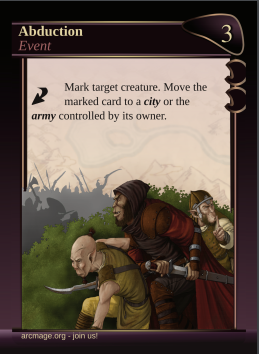 Abduction
Event
3
Mark target creature. Move the
marked card to a city or the
army controlled by its owner.
arcmage.org - join us!